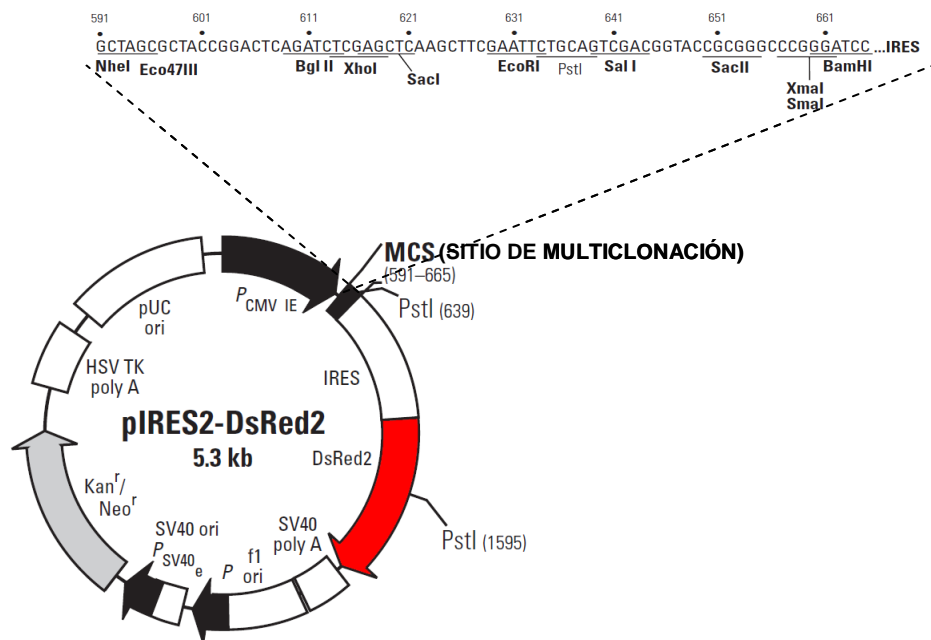 591 601 611 621 631 641 651 661
GCTAGCGCTACCGGACTCAGATCTCGAGCTCAAGCTTCGAATTCTGCAGTCGACGGTACCGCGGGCCCGGGATCC ...IRES
NheI Eco47III Bgl II XhoI SacI EcoRI PstI Sal I SacII XmaI SmaI BamHI
MCS (SITIO DE MULTICLONACIÓN)
(591–665)
PstI (639)
P CMV IE
pUC
ori
HSV TK
poly A
IRES
pIRES2-DsRed2
5.3 kb
DsRed2
Kanr/
Neor
SV40 ori
P SV40e
P
f1
ori
SV40
poly A
PstI (1595)